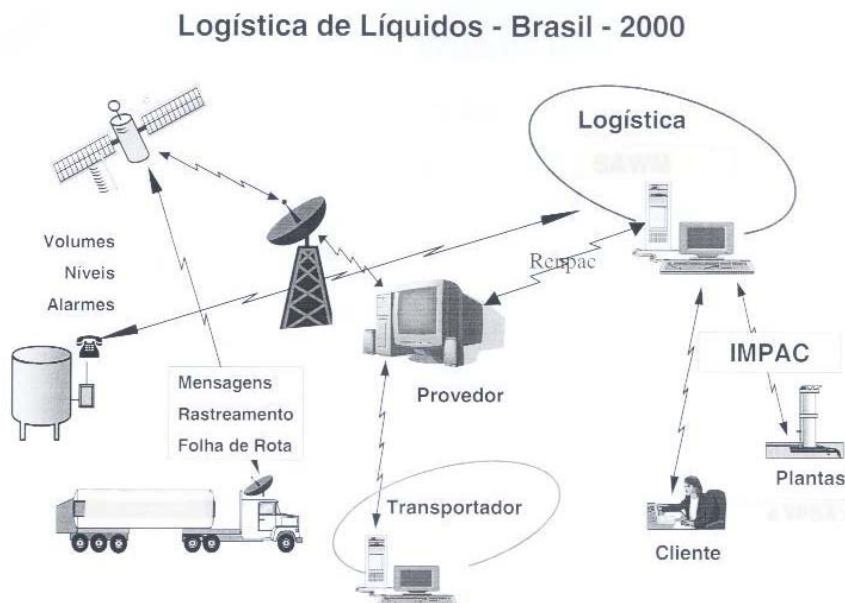 Logística de Líquidos - Brasil - 2000
Logística
Volumes
Níveis
Alarmes
Renpac
Mensagens
Rastreamento
Folha de Rota
Provedor
IMPAC
Plantas
Transportador
Cliente